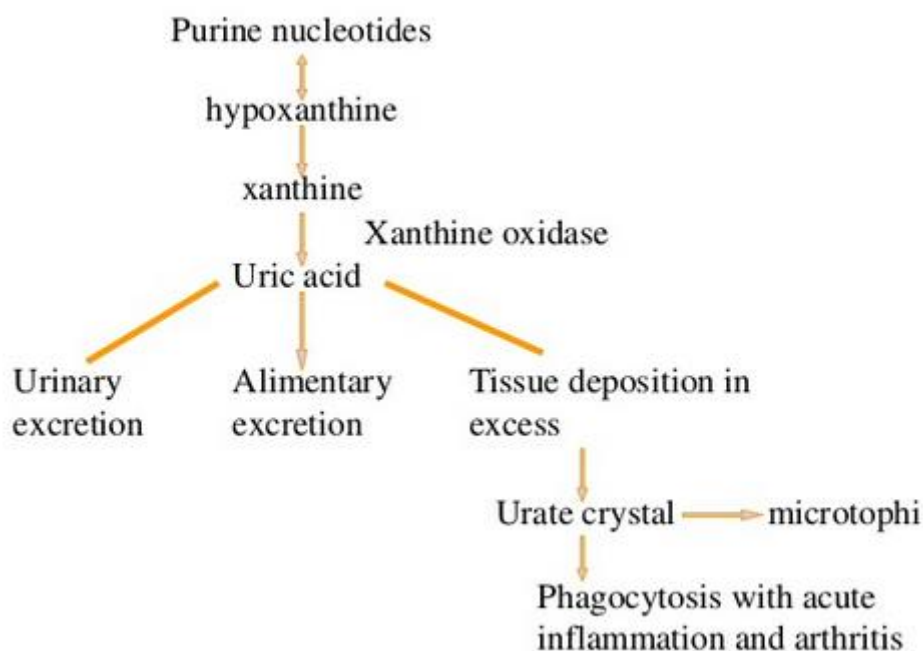 Purine nucleotides
hypoxanthine
xanthine
Xanthine oxidase
Uric acid
Urinary
excretion
Alimentary
excretion
Tissue deposition in
excess
Urate crystal
microtophi
Phagocytosis with acute
inflammation and arthritis